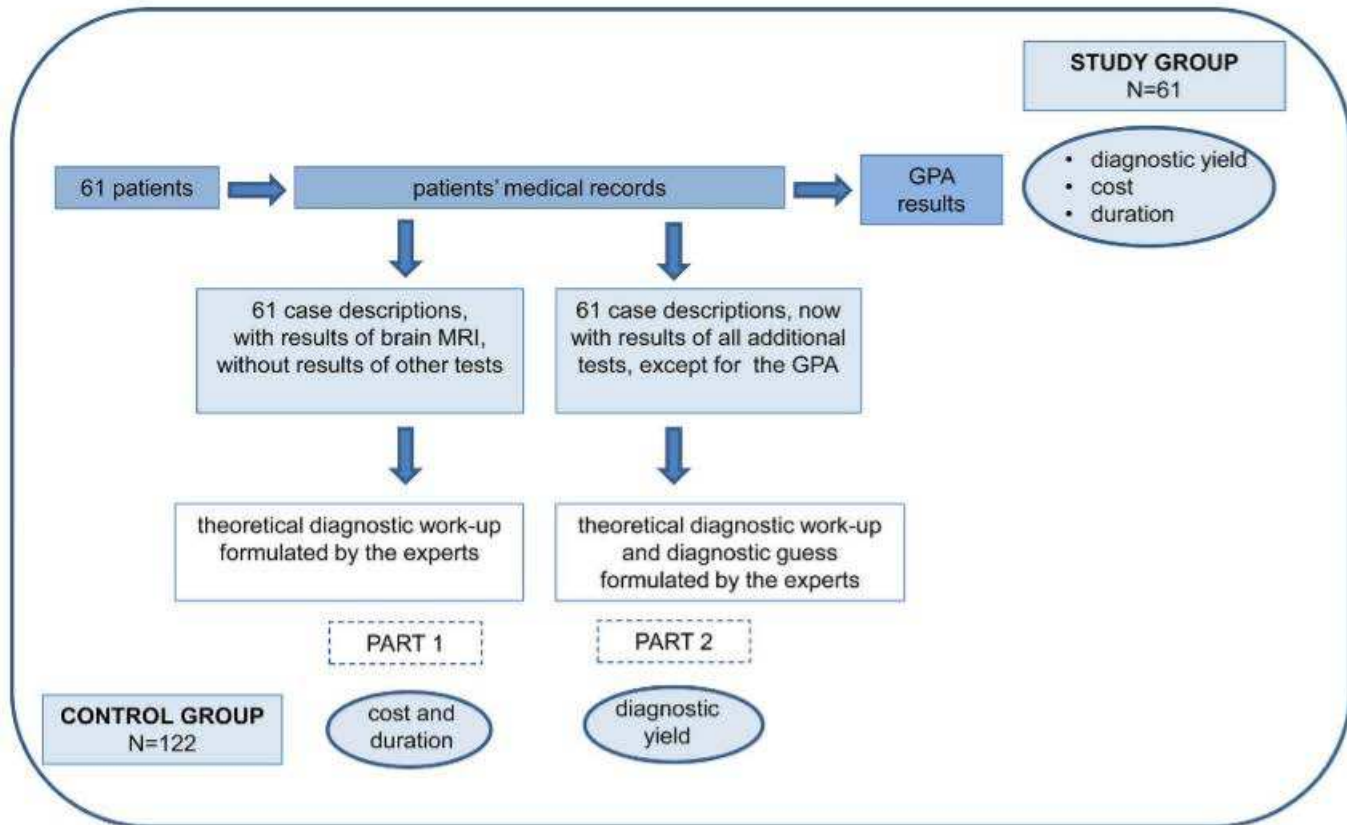 STUDY GROUP
N=61
61 patients
patients' medical records
GPA
results
• diagnostic yield
• cost
• duration
61 case descriptions,
with results of brain MRI,
without results of other tests
61 case descriptions, now
with results of all additional
tests, except for the GPA
theoretical diagnostic work-up
formulated by the experts
theoretical diagnostic work-up
and diagnostic guess
formulated by the experts
PART 1
PART 2
CONTROL GROUP
N=122
cost and
duration
diagnostic
yield